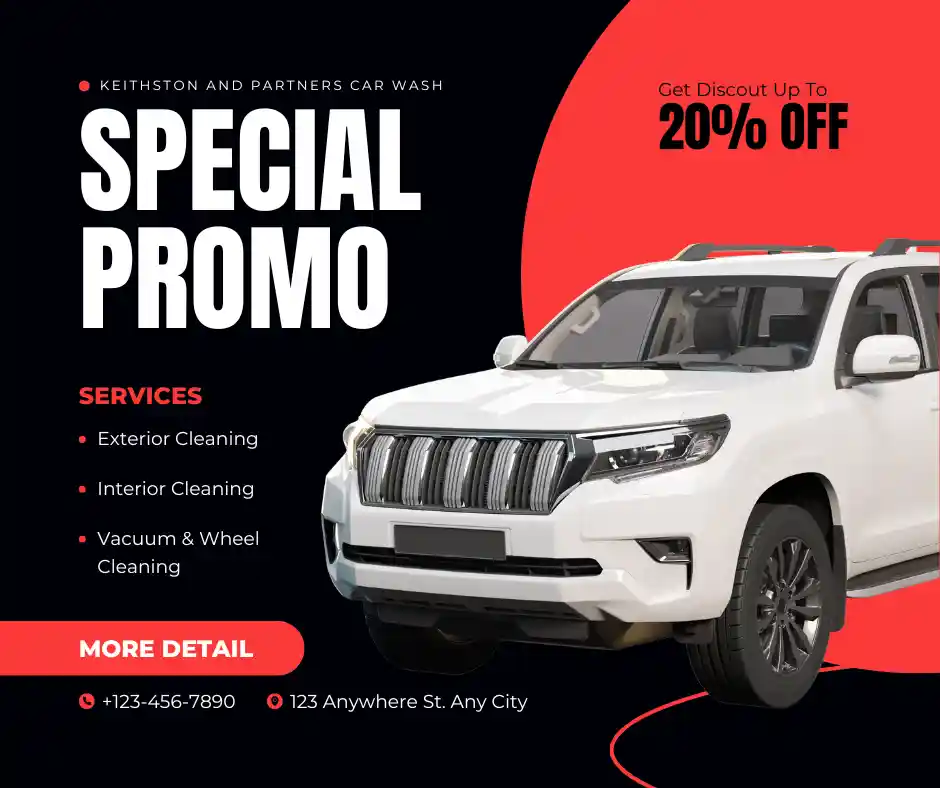 KEITHSTON AND PARTNERS CAR WASH
SPECIAL
PROMO
Get Discout Up To
20% OFF
SERVICES
Exterior Cleaning
Interior Cleaning
Vacuum & Wheel
Cleaning
MORE DETAIL
+123-456-7890
123 Anywhere St. Any City